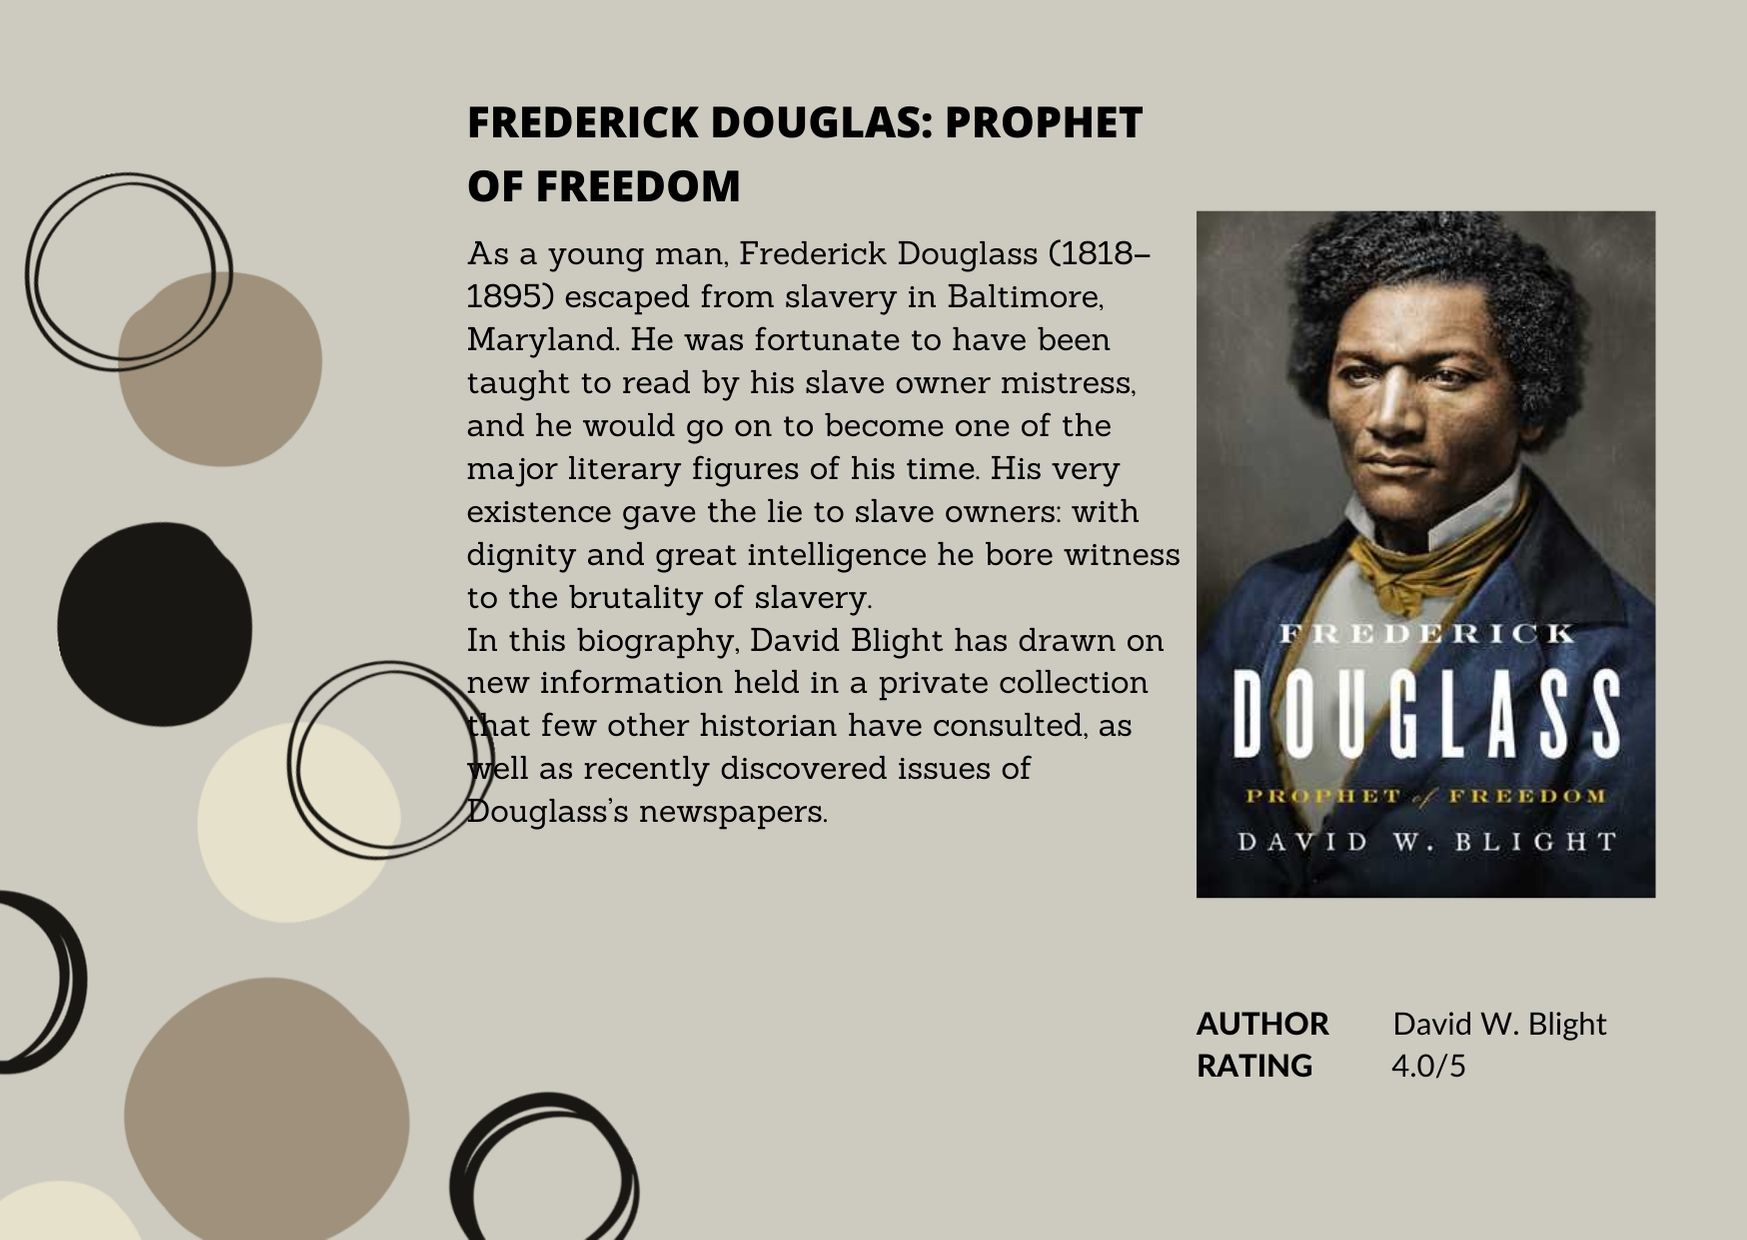 FREDERICK DOUGLAS: PROPHET
OF FREEDOM
As a young man, Frederick Douglass (1818–
1895) escaped from slavery in Baltimore,
Maryland. He was fortunate to have been
taught to read by his slave owner mistress,
and he would go on to become one of the
major literary figures of his time. His very
existence gave the lie to slave owners: with
dignity and great intelligence he bore witness
to the brutality of slavery.
In this biography, David Blight has drawn on
new information held in a private collection
that few other historian have consulted, as
well as recently discovered issues of
Douglass’s newspapers.
FREDERICK
DOUGLASS
PROPHET of FREEDOM
DAVID W. BLIGHT
AUTHOR David W. Blight
RATING 4.0/5